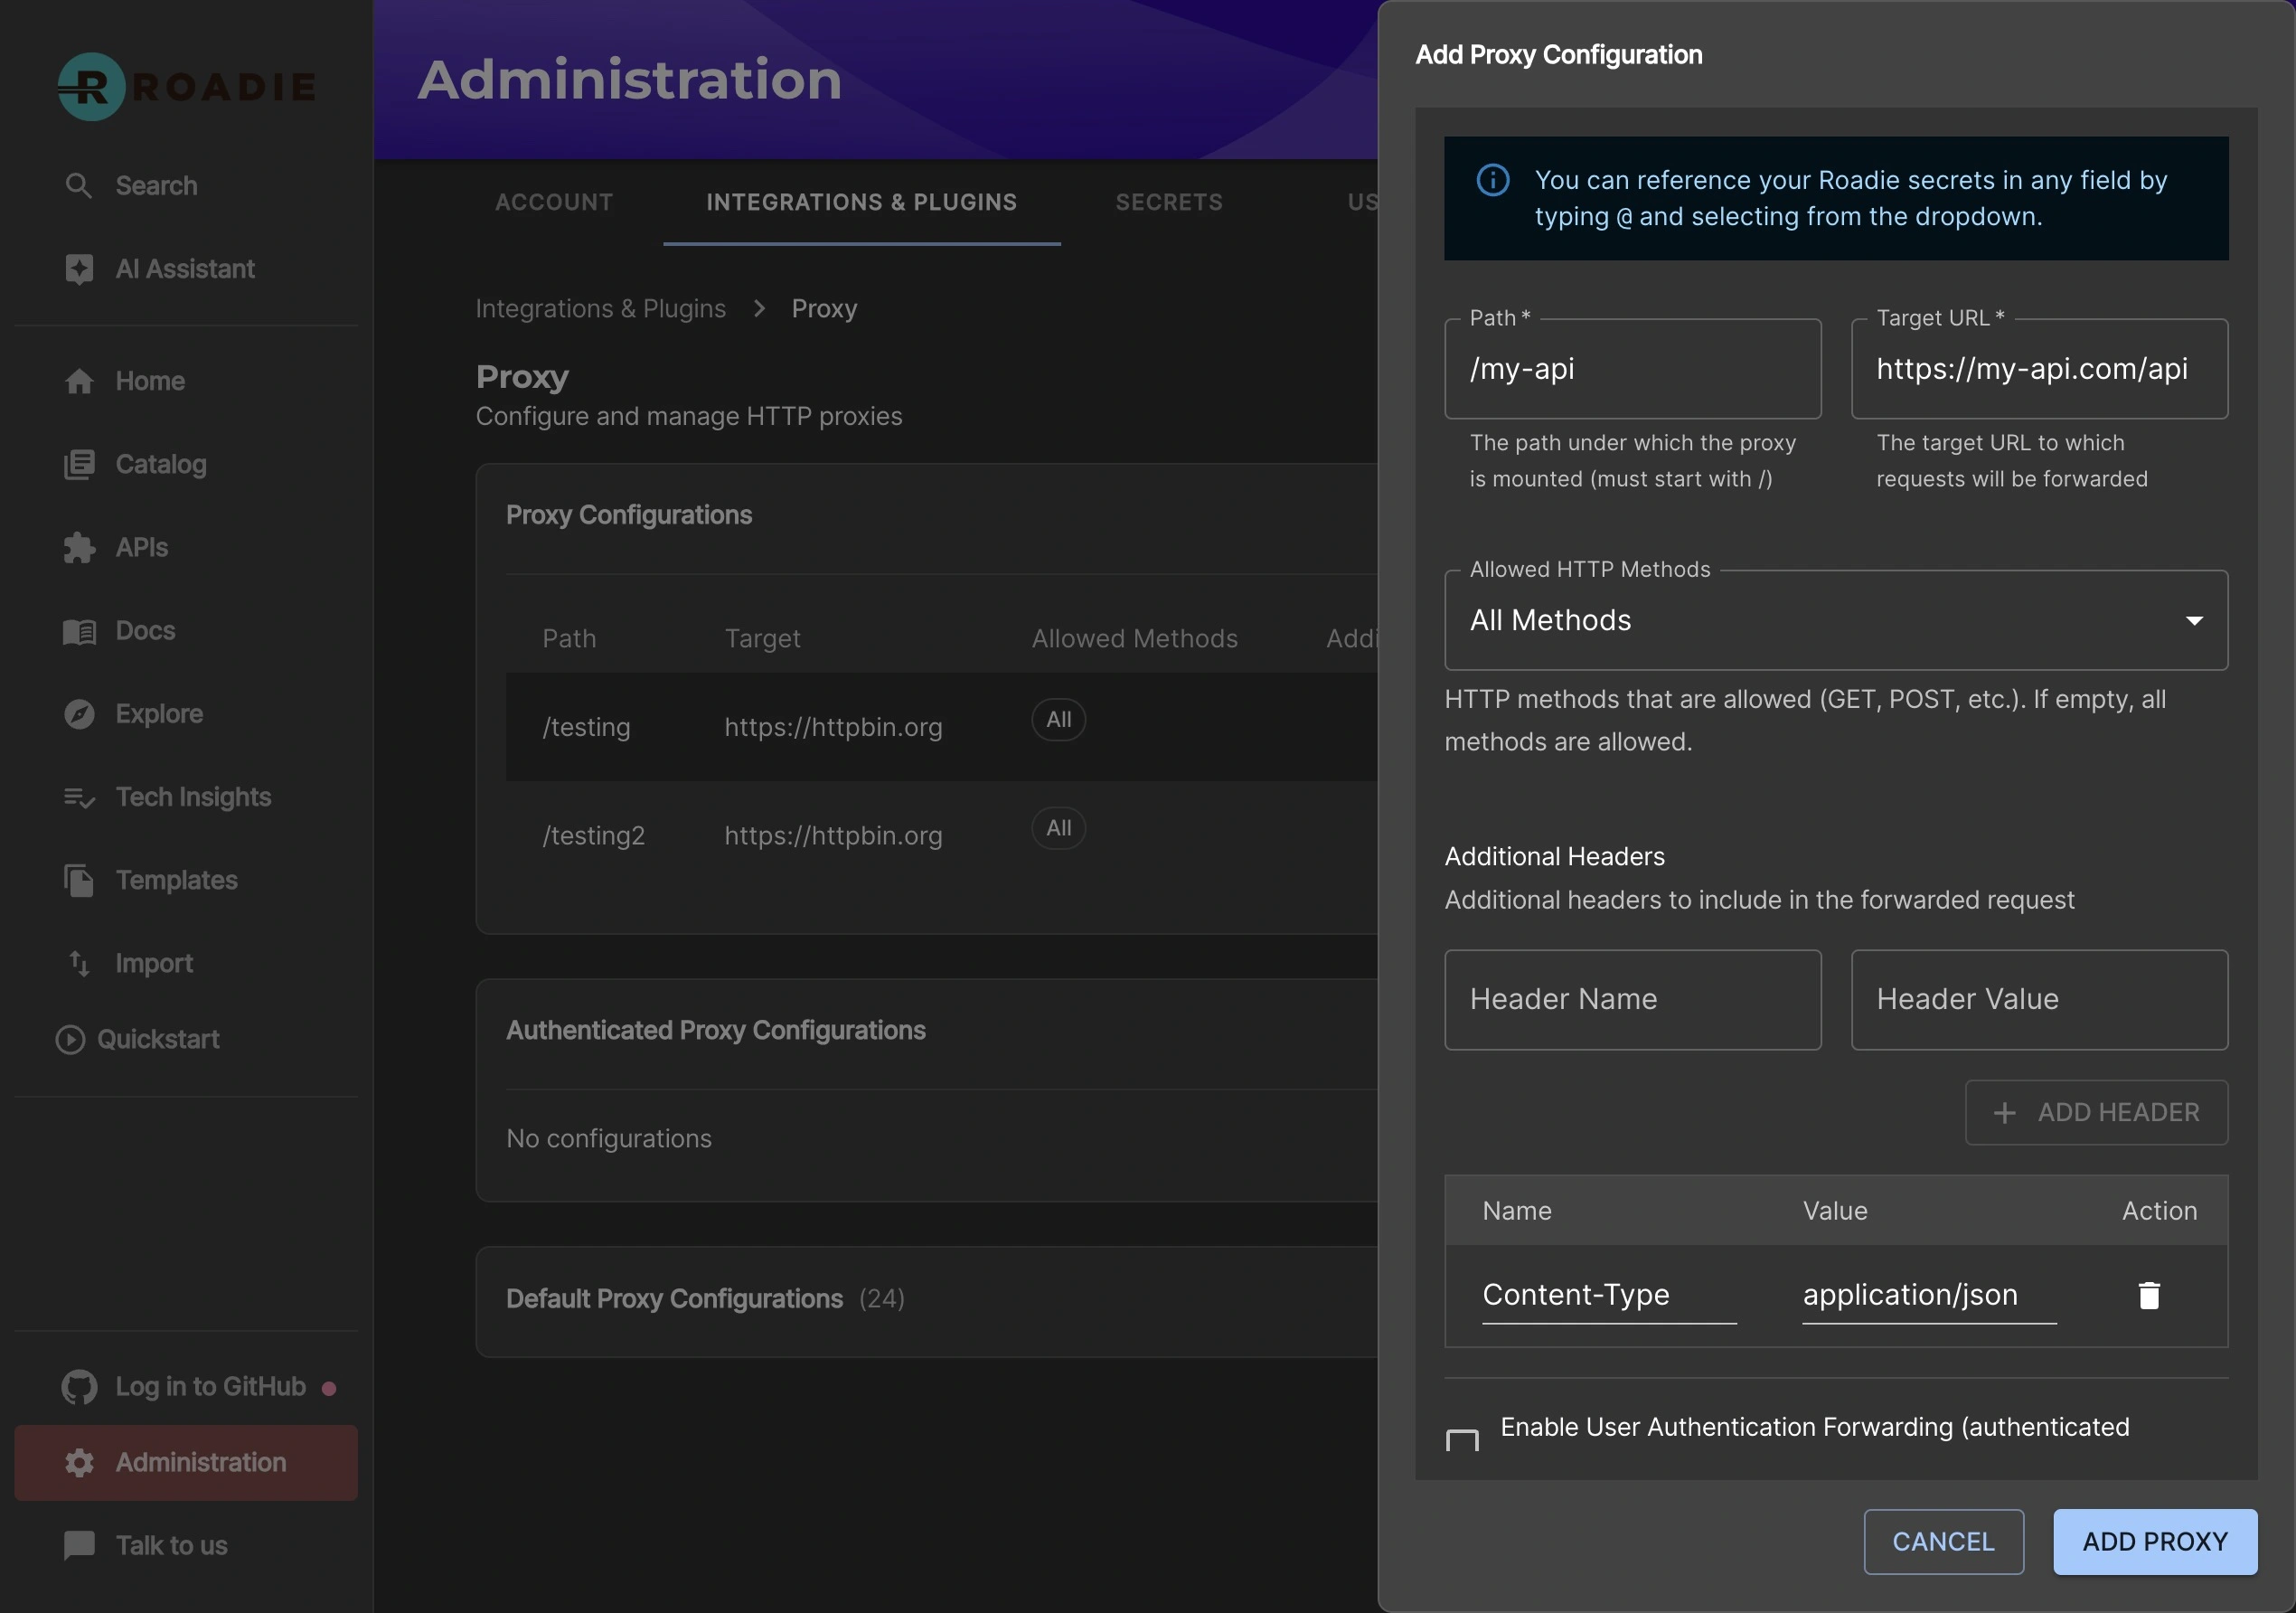 ROADIE
Search
AI Assistant
Home
Catalog
APIs
Docs
Explore
Tech Insights
Templates
Import
Quickstart
Log in to GitHub
Administration
Talk to us
Administration
ACCOUNT
INTEGRATIONS & PLUGINS
SECRETS
US
Integrations & Plugins
Proxy
Proxy
Configure and manage HTTP proxies
Proxy Configurations
Path Target Allowed Methods Addi
/testing https://httpbin.org All
/testing2 https://httpbin.org All
Authenticated Proxy Configurations
No configurations
Default Proxy Configurations (24)
Add Proxy Configuration
You can reference your Roadie secrets in any field by
typing @ and selecting from the dropdown.
Path *
/my-api
The path under which the proxy
is mounted (must start with /)
Target URL *
https://my-api.com/api
The target URL to which
requests will be forwarded
Allowed HTTP Methods
All Methods
HTTP methods that are allowed (GET, POST, etc.). If empty, all
methods are allowed.
Additional Headers
Additional headers to include in the forwarded request
Header Name
Header Value
ADD HEADER
Name Value Action
Content-Type application/json
Enable User Authentication Forwarding (authenticated
CANCEL
ADD PROXY